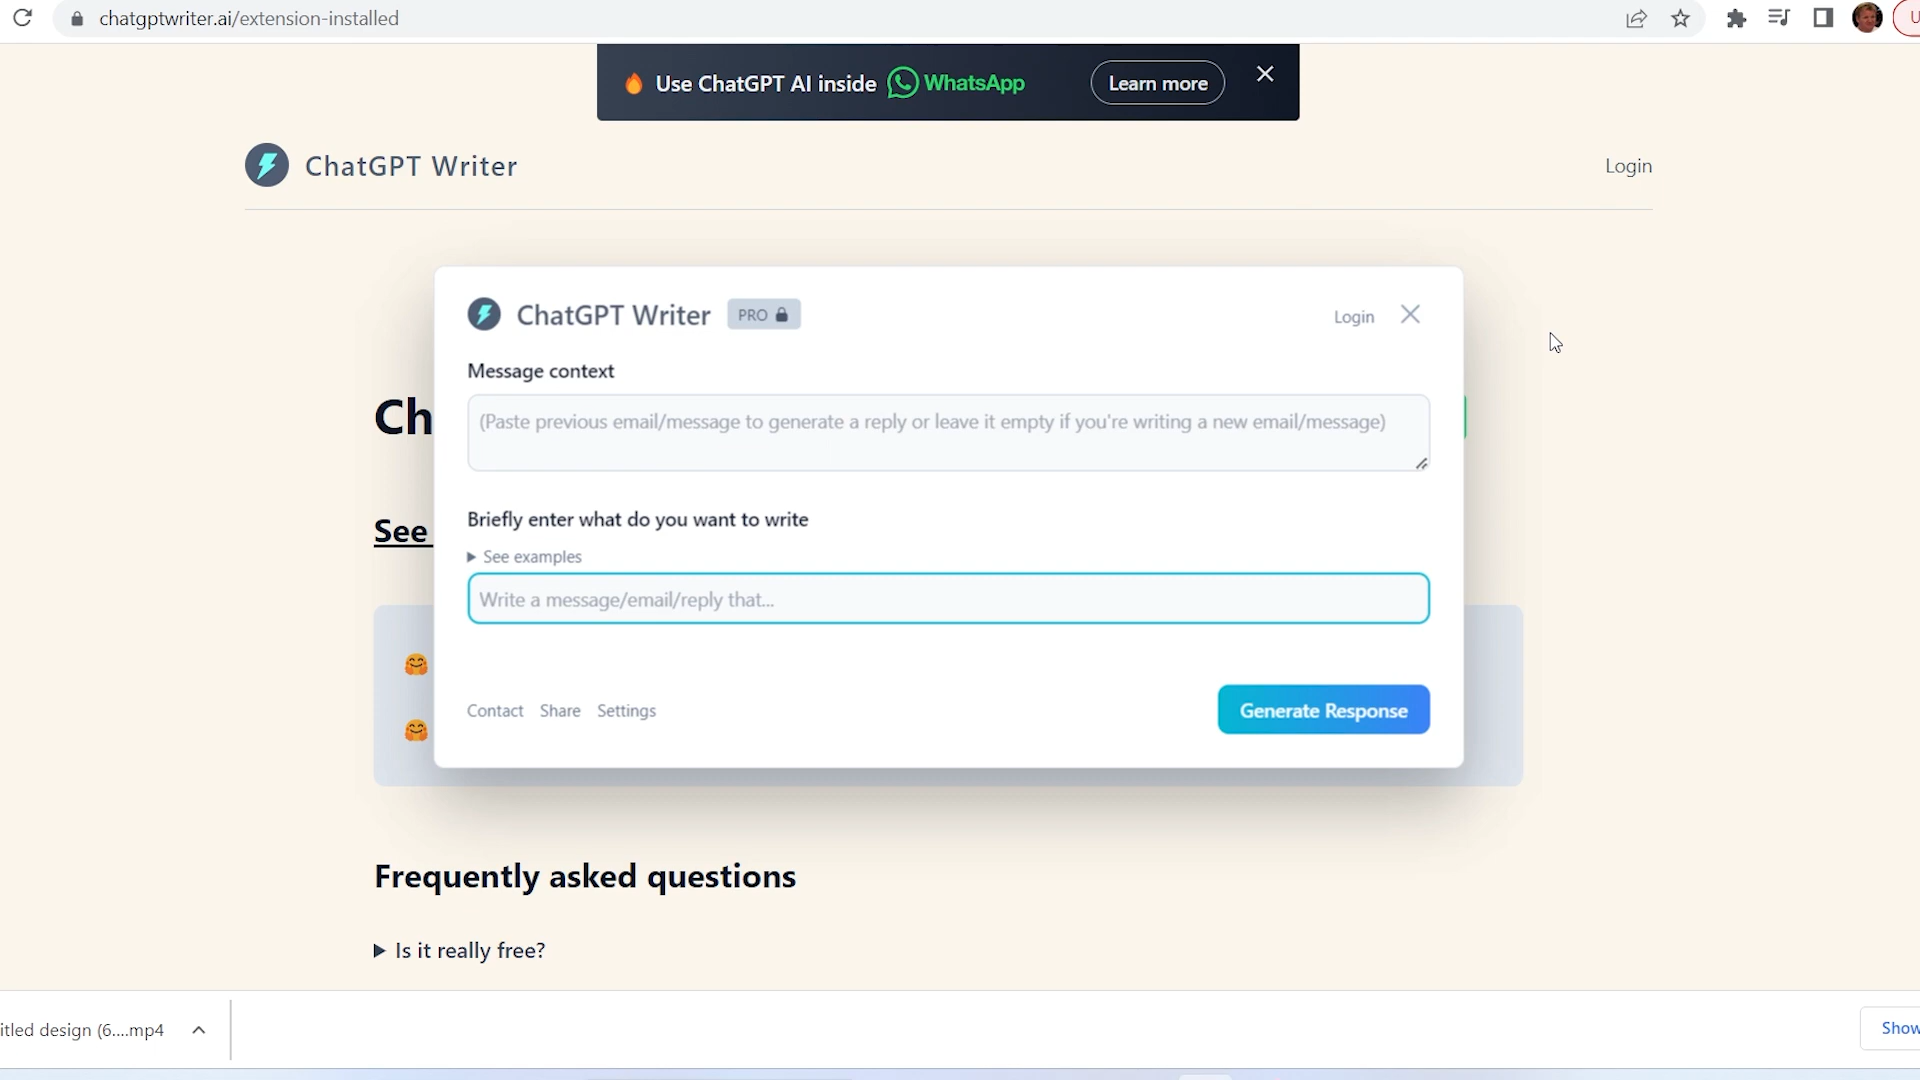 chatgptwriter.ai/extension-installed
Use ChatGPT AI inside WhatsApp
Learn more
ChatGPT Writer
Login
ChatGPT Writer
PRO
Login
Message context
(Paste previous email/message to generate a reply or leave it empty if you're writing a new email/message)
Ch
Briefly enter what do you want to write
See
See examples
Write a message/email/reply that...
Contact Share Settings
Generate Response
Frequently asked questions
Is it really free?
itled design (6....mp4
Show